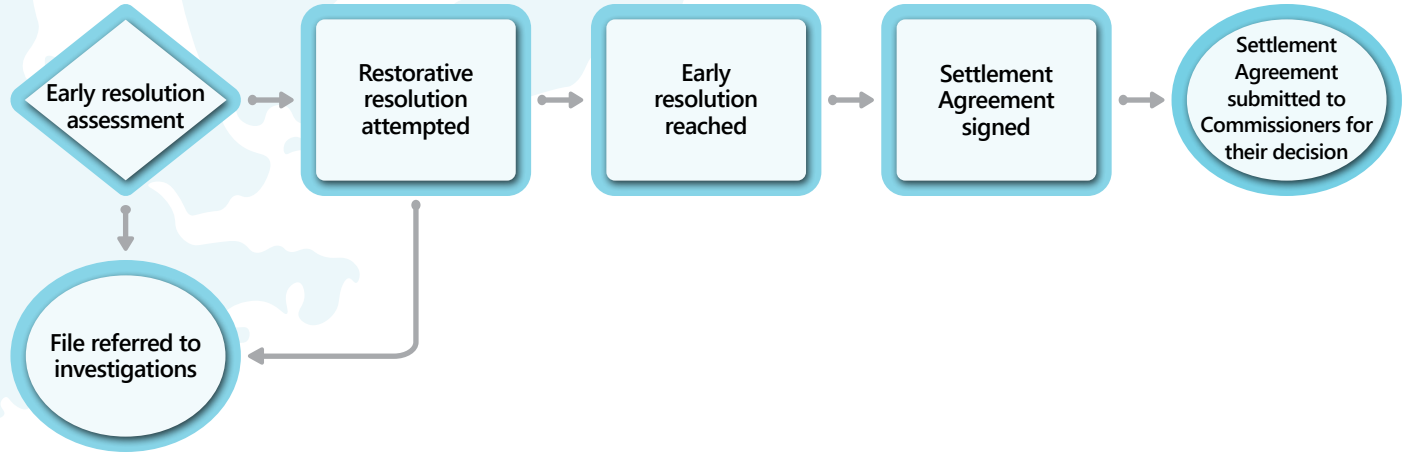 Early resolution
assessment
Restorative
resolution
attempted
Early
resolution
reached
Settlement
Agreement
signed
Settlement
Agreement
submitted to
Commissioners for
their decision
File referred to
investigations